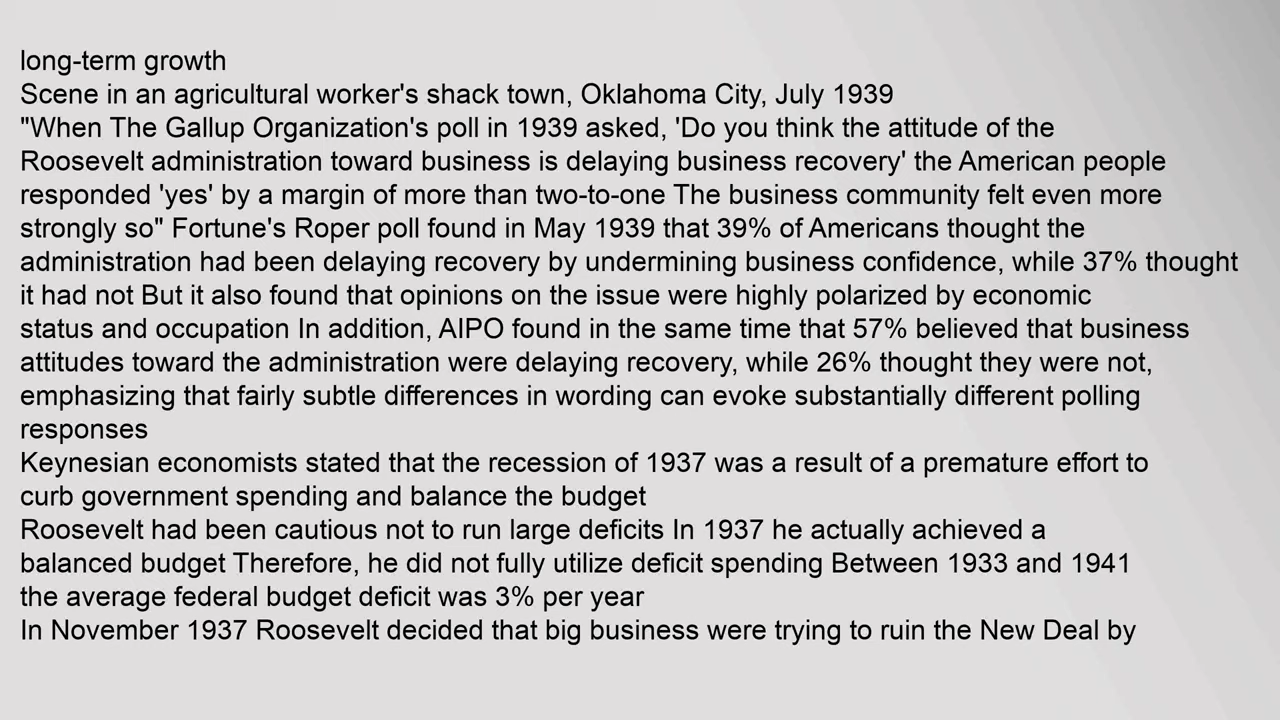 long-term growth
Scene in an agricultural worker's shack town, Oklahoma City, July 1939
"When The Gallup Organization's poll in 1939 asked, 'Do you think the attitude of the
Roosevelt administration toward business is delaying business recovery' the American people
responded 'yes' by a margin of more than two-to-one The business community felt even more
strongly so" Fortune's Roper poll found in May 1939 that 39% of Americans thought the
administration had been delaying recovery by undermining business confidence, while 37% thought
it had not But it also found that opinions on the issue were highly polarized by economic
status and occupation In addition, AIPO found in the same time that 57% believed that business
attitudes toward the administration were delaying recovery, while 26% thought they were not,
emphasizing that fairly subtle differences in wording can evoke substantially different polling
responses
Keynesian economists stated that the recession of 1937 was a result of a premature effort to
curb government spending and balance the budget
Roosevelt had been cautious not to run large deficits In 1937 he actually achieved a
balanced budget Therefore, he did not fully utilize deficit spending Between 1933 and 1941
the average federal budget deficit was 3% per year
In November 1937 Roosevelt decided that big business were trying to ruin the New Deal by